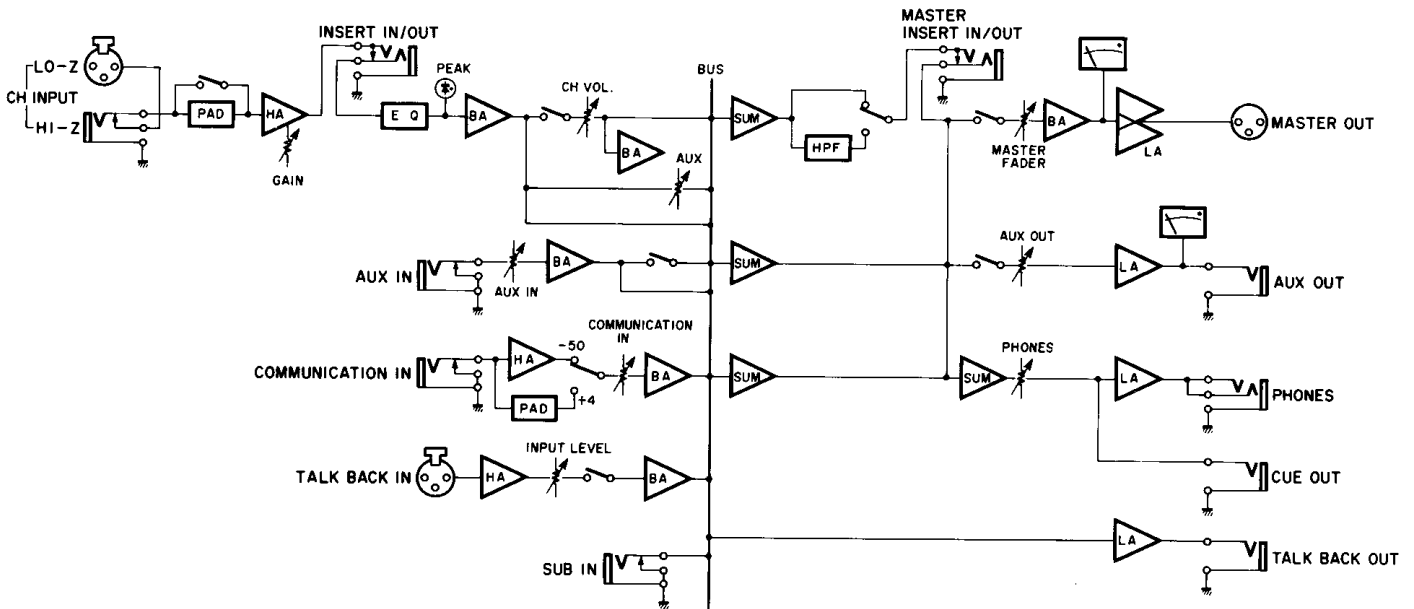 INSERT IN/OUT
MASTER
INSERT IN/OUT
LO-Z
CH INPUT
HI-Z
PAD
HA
GAIN
E Q
PEAK
BA
CH VOL.
BA
AUX
BUS
SUM
HPF
MASTER
FADER
BA
LA
MASTER OUT
AUX IN
AUX IN
BA
SUM
AUX OUT
LA
AUX OUT
COMMUNICATION IN
HA
-50
PAD
+4
COMMUNICATION
IN
BA
SUM
SUM
PHONES
LA
PHONES
CUE OUT
TALK BACK IN
HA
INPUT LEVEL
BA
LA
TALK BACK OUT
SUB IN